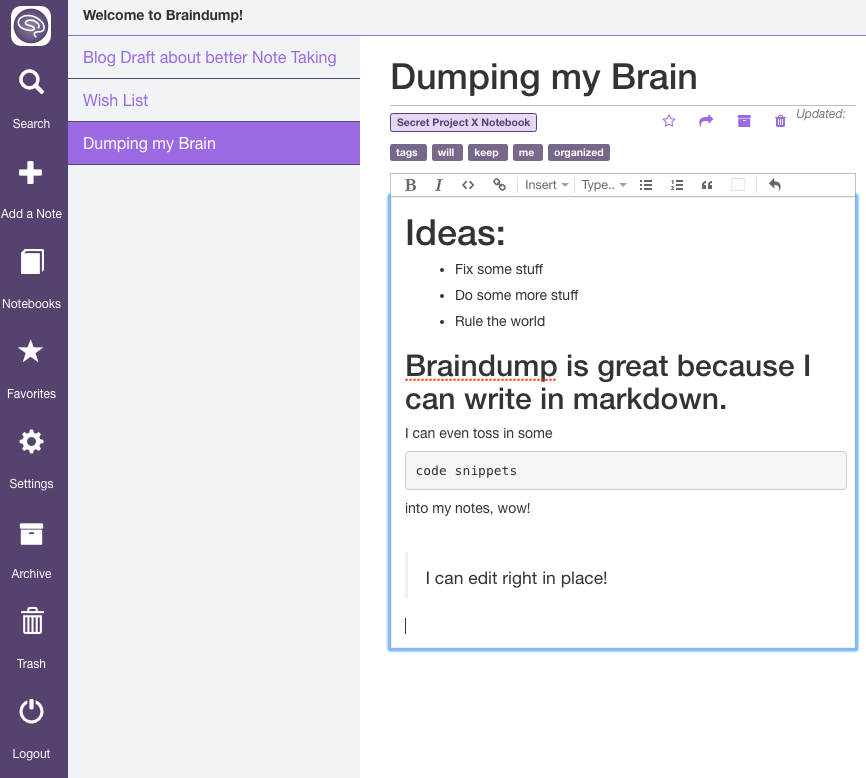 Welcome to Braindump!
Search
Add a Note
Notebooks
Favorites
Settings
Archive
Trash
Logout
Blog Draft about better Note Taking
Wish List
Dumping my Brain
Dumping my Brain
Secret Project X Notebook
Updated:
tags will keep me organized
B I <> Insert Type..
Ideas:
• Fix some stuff
• Do some more stuff
• Rule the world
Braindump is great because I
can write in markdown.
I can even toss in some
code snippets
into my notes, wow!
I can edit right in place!